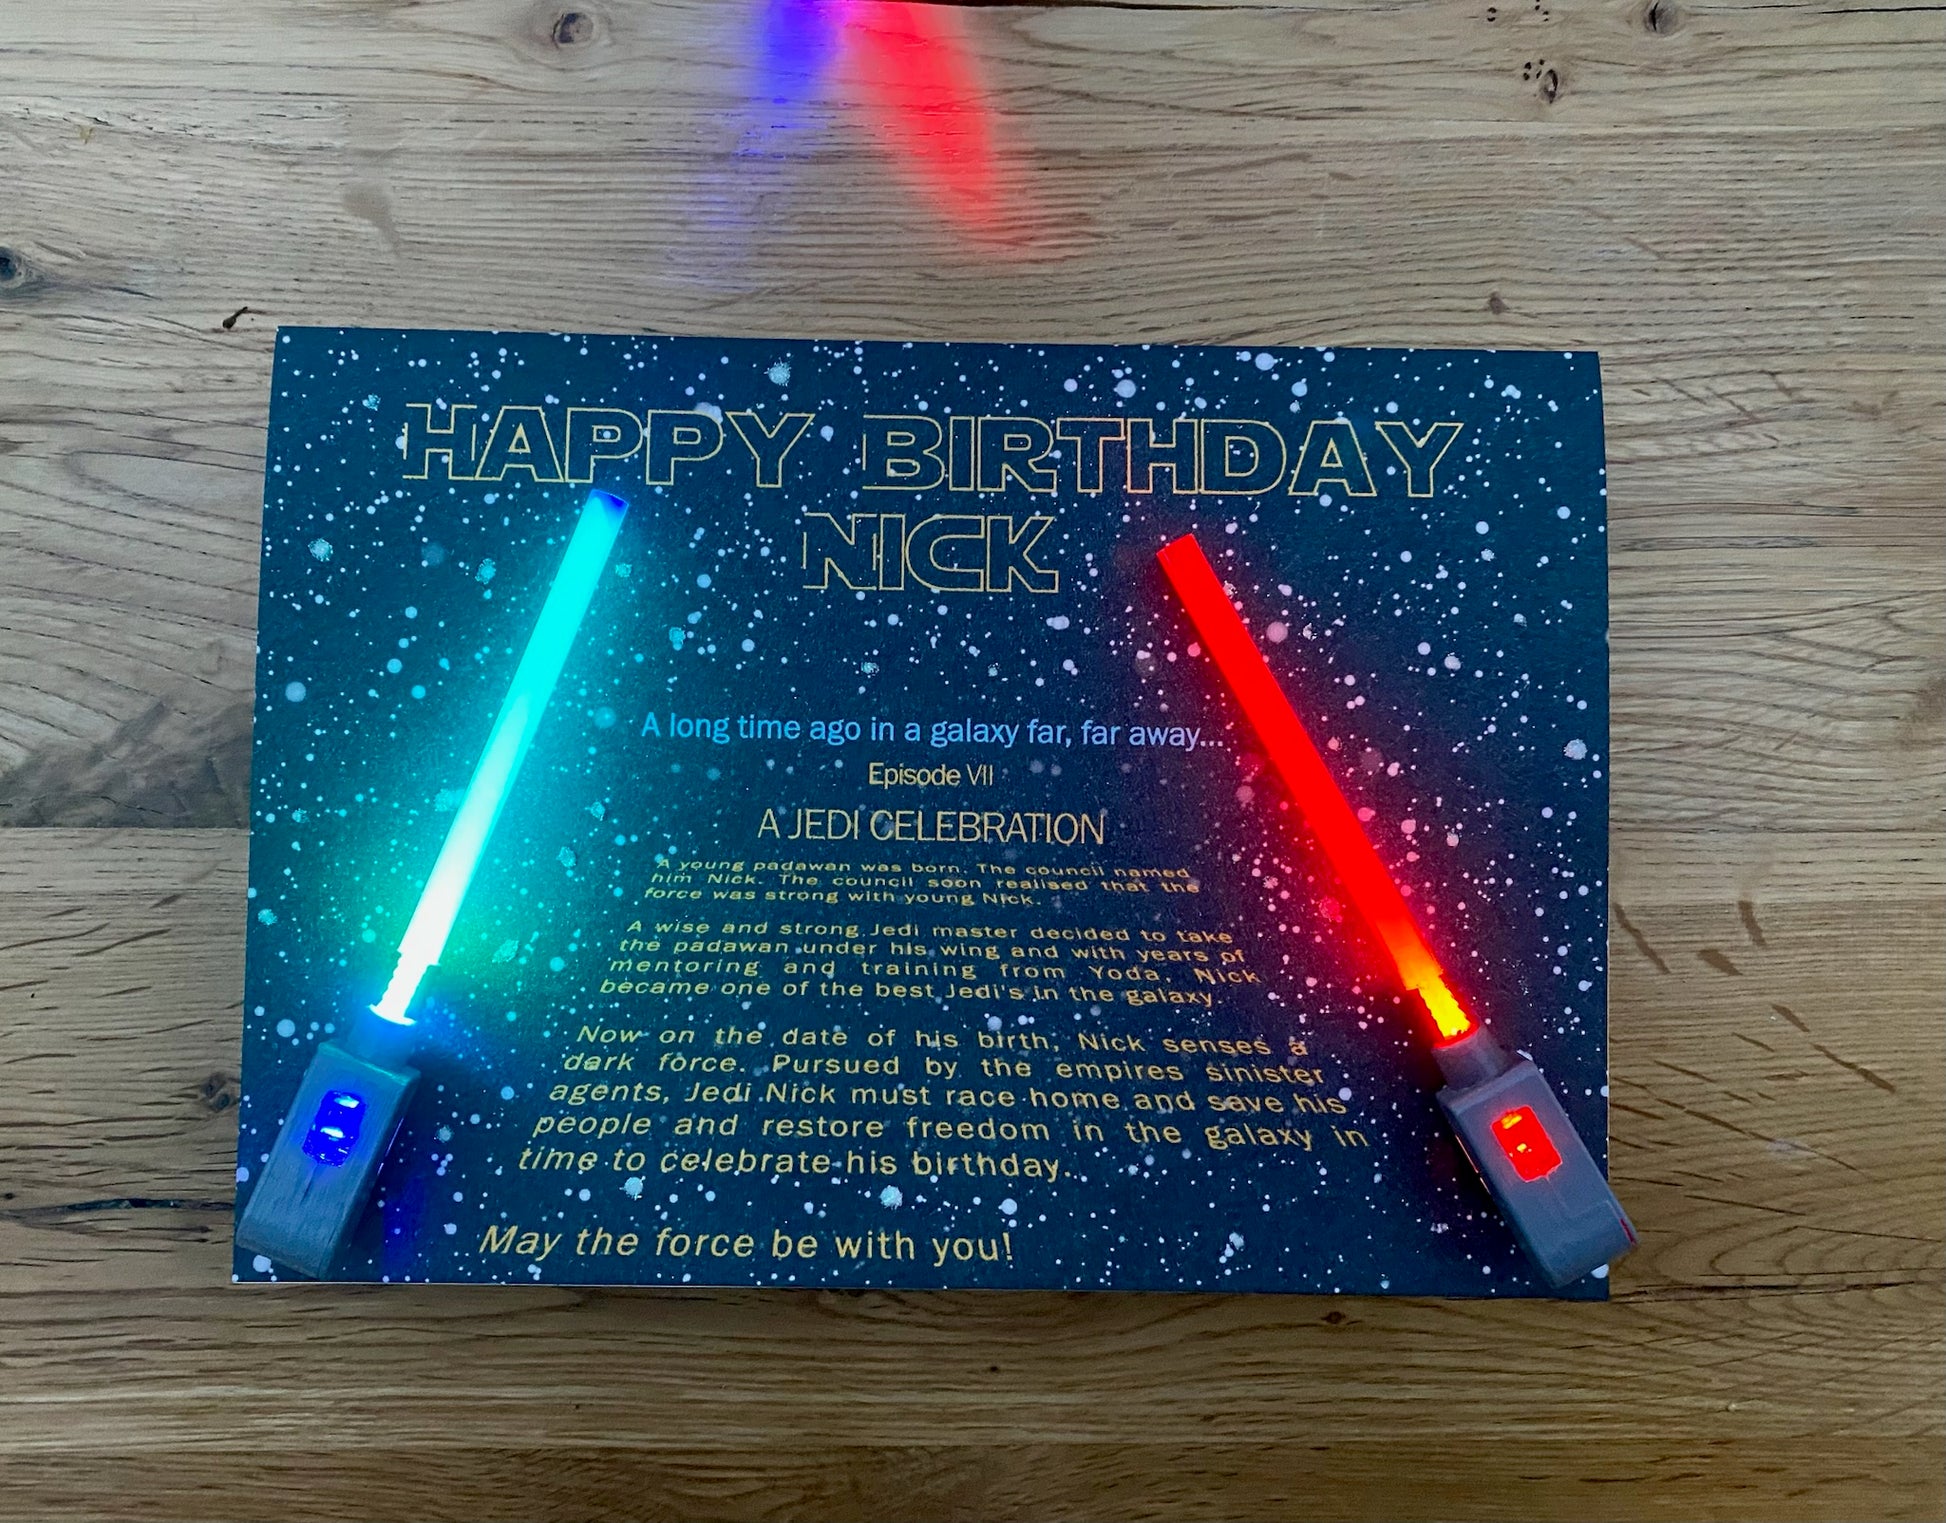 HAPPY BIRTHDAY
NICK
A long time ago in a galaxy far, far away...
Episode VII
A JEDI CELEBRATION
A young padawan was born. The council named
him Nick. The council soon realised that the
force was strong with young Nick.
A wise and strong Jedi master decided to take
the padawan under his wing and with years of
mentoring and training from Yoda, Nick
became one of the best Jedi's in the galaxy.
Now on the date of his birth, Nick senses a
dark force. Pursued by the empires sinister
agents, Jedi Nick must race home and save his
people and restore freedom in the galaxy in
time to celebrate his birthday..
May the force be with you!